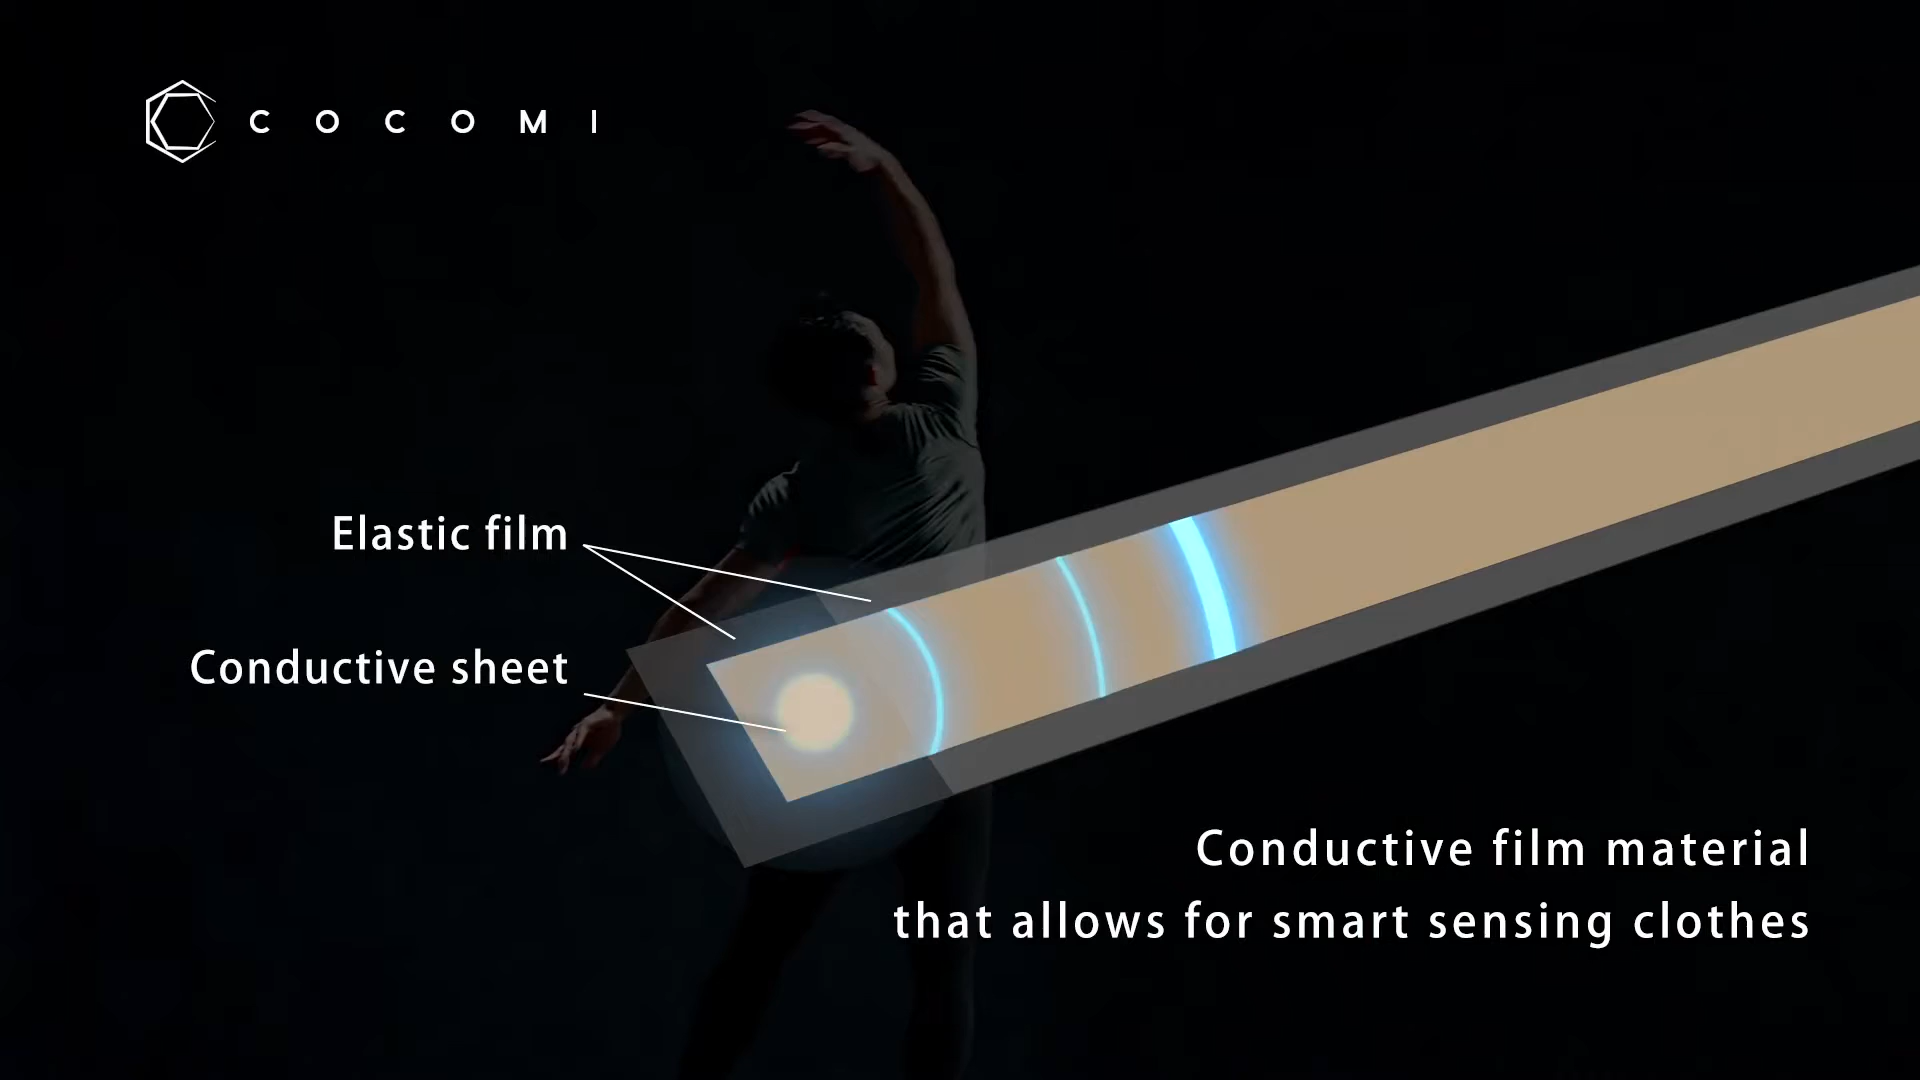 COCOMI
Elastic film
Conductive sheet
Conductive film material
that allows for smart sensing clothes